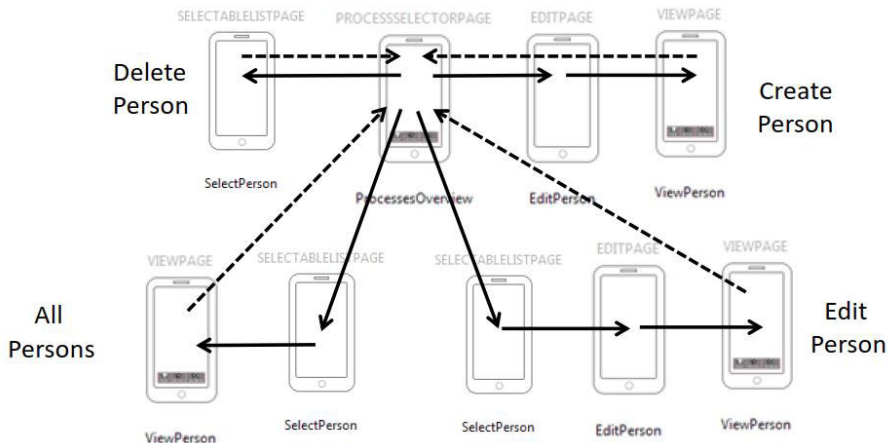 SELECTABLELISTPAGE PROCESSSELECTORPAGE EDITPAGE VIEWPAGE
Delete
Person
Create
Person
SelectPerson
ProcessesOverview
EditPerson
ViewPerson
VIEWPAGE
SELECTABLELISTPAGE
SELECTABLELISTPAGE
EDITPAGE
VIEWPAGE
All
Persons
Edit
Person
ViewPerson
SelectPerson
SelectPerson
EditPerson
ViewPerson